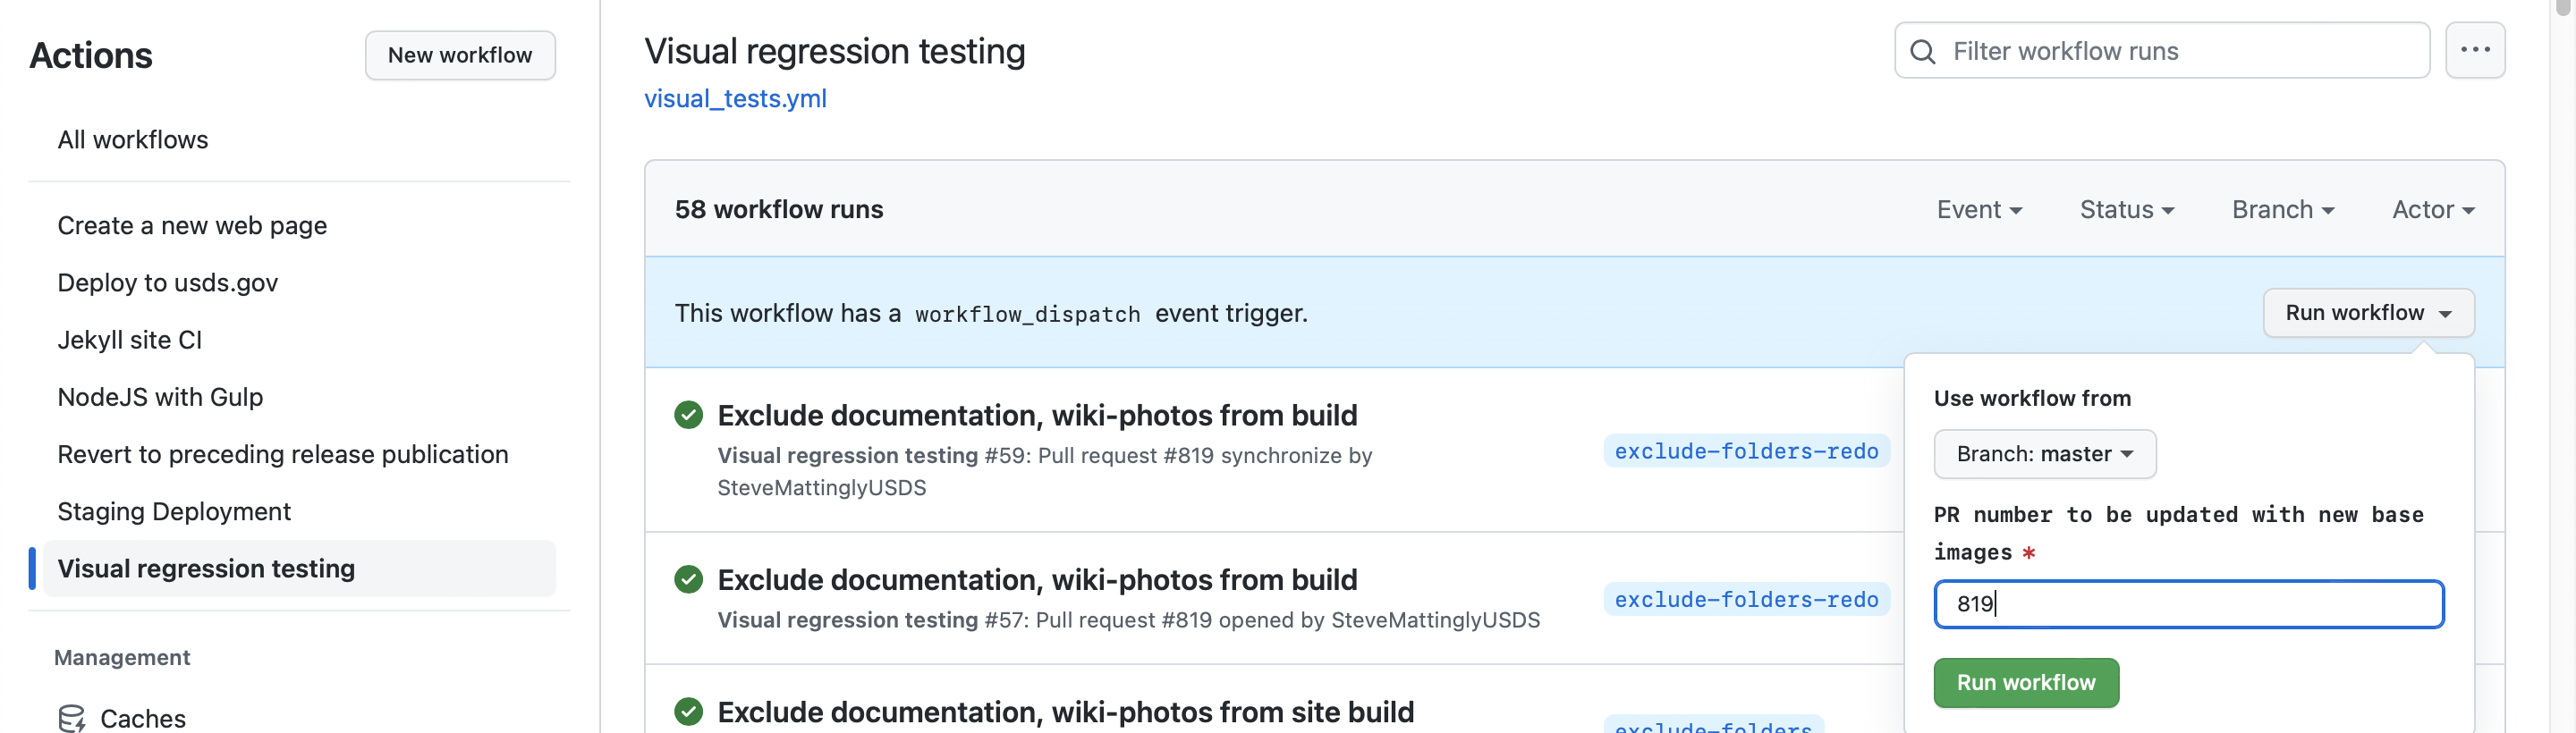 Actions
New workflow
All workflows
Create a new web page
Deploy to usds.gov
Jekyll site CI
NodeJS with Gulp
Revert to preceding release publication
Staging Deployment
Visual regression testing
Management
Caches
Visual regression testing
visual_tests.yml
Filter workflow runs
58 workflow runs
Event
Status
Branch
Actor
This workflow has a workflow_dispatch event trigger.
Run workflow
Exclude documentation, wiki-photos from build
Visual regression testing #59: Pull request #819 synchronize by
SteveMattinglyUSDS
exclude-folders-redo
Exclude documentation, wiki-photos from build
Visual regression testing #57: Pull request #819 opened by SteveMattinglyUSDS
exclude-folders-redo
Exclude documentation, wiki-photos from site build
exclude-folders
Use workflow from
Branch: master
PR number to be updated with new base
images *
819
Run workflow